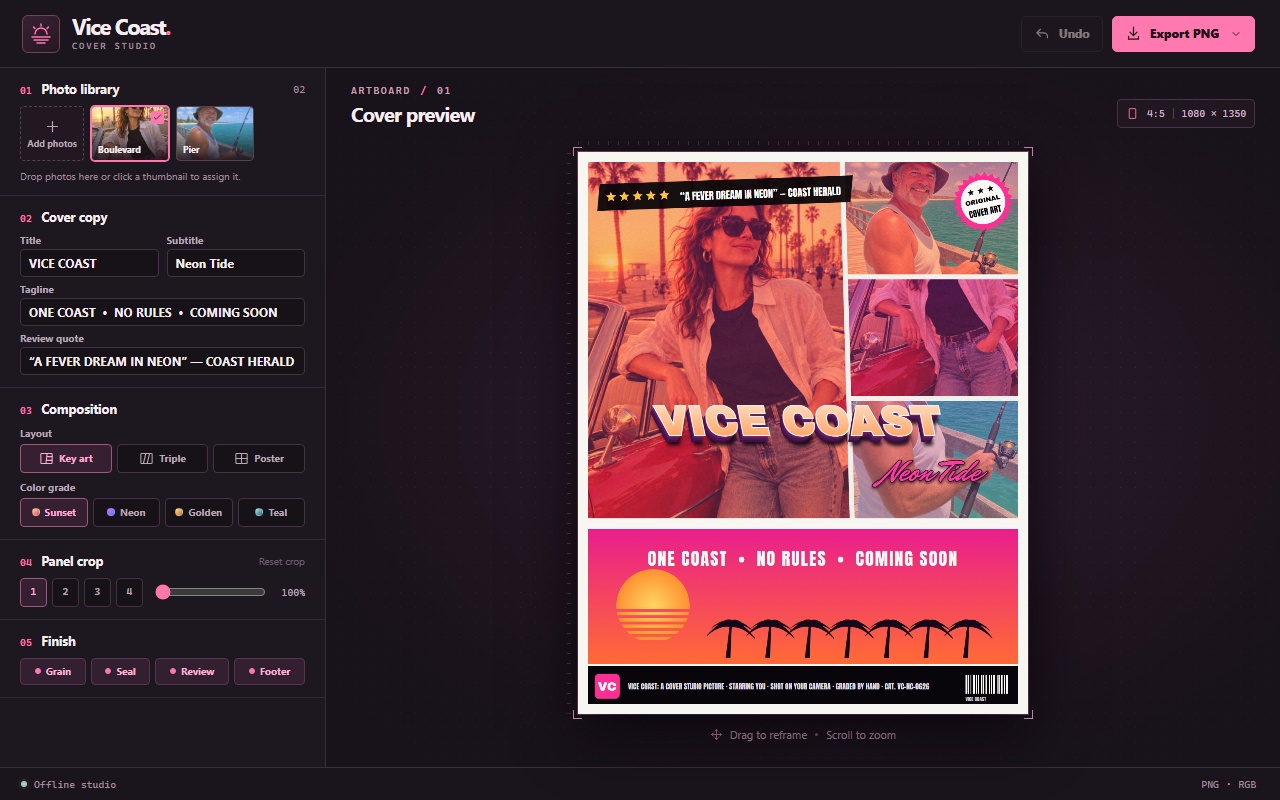 Vice Coast.
COVER STUDIO
Undo
Export PNG
01 Photo library 02
Add photos
Boulevard
Pier
Drop photos here or click a thumbnail to assign it.
02 Cover copy
Title Subtitle
VICE COAST Neon Tide
Tagline
ONE COAST • NO RULES • COMING SOON
Review quote
“A FEVER DREAM IN NEON” — COAST HERALD
03 Composition
Layout
Key art Triple Poster
Color grade
Sunset Neon Golden Teal
04 Panel crop Reset crop
1 2 3 4 100%
05 Finish
Grain Seal Review Footer
ARTBOARD / 01
Cover preview
4:5 1080 × 1350
★★★★★ “A FEVER DREAM IN NEON” — COAST HERALD
★ ★ ★
ORIGINAL
COVER ART
VICE COAST
Neon Tide
ONE COAST • NO RULES • COMING SOON
VC VICE COAST: A COVER STUDIO PICTURE · STARRING YOU · SHOT ON YOUR CAMERA · GRADED BY HAND · CAT. VC-NC-0626
VICE COAST
Drag to reframe • Scroll to zoom
Offline studio
PNG • RGB